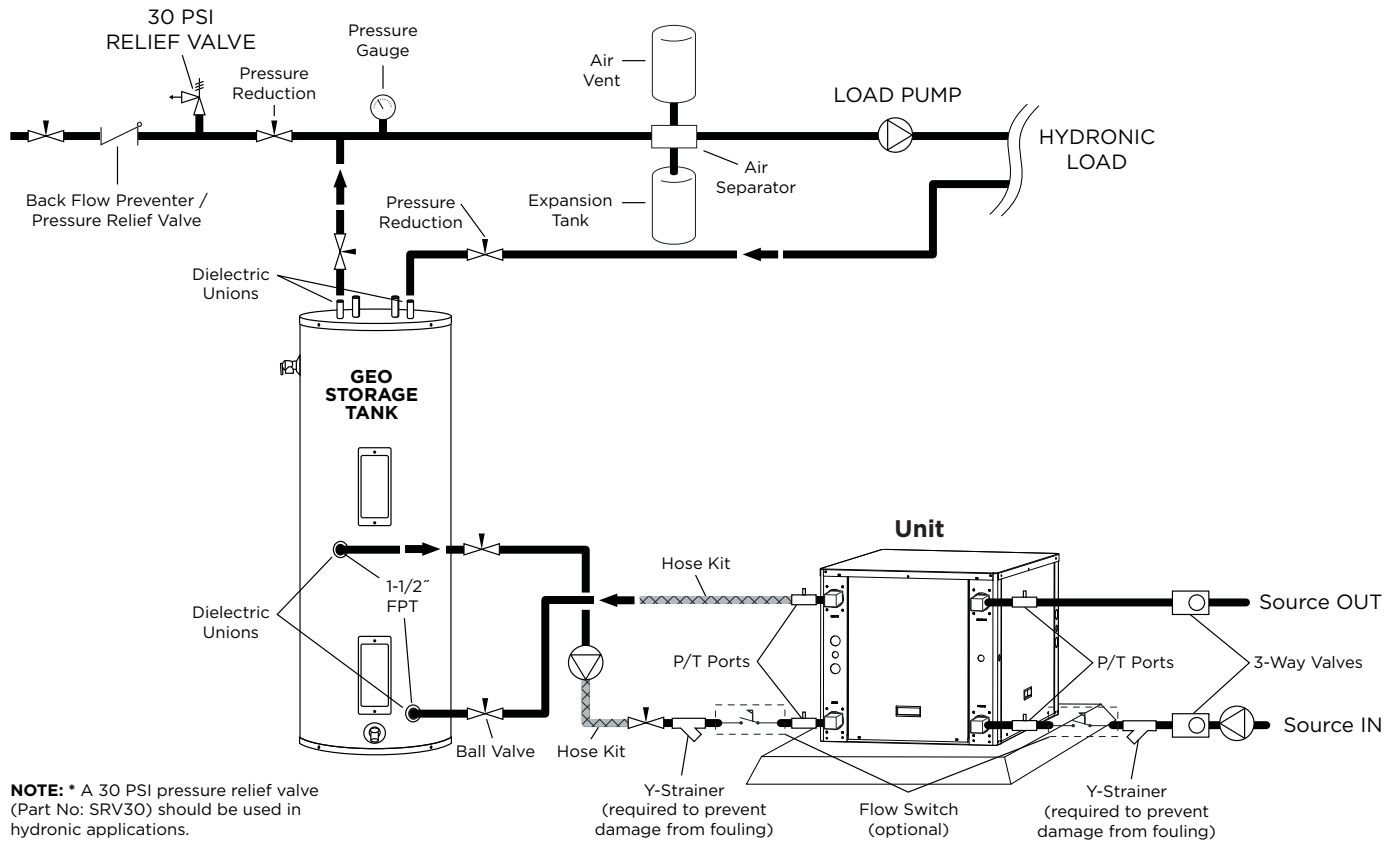 30 PSI
RELIEF VALVE
Pressure
Gauge
Pressure
Reduction
Air
Vent
LOAD PUMP
HYDRONIC
LOAD
Air
Separator
Back Flow Preventer /
Pressure Relief Valve
Pressure
Reduction
Expansion
Tank
Dielectric
Unions
GEO
STORAGE
TANK
Unit
Hose Kit
1-1/2˝
FPT
Source OUT
Dielectric
Unions
P/T Ports
P/T Ports
3-Way Valves
Source IN
Ball Valve
Hose Kit
Y-Strainer
(required to prevent
damage from fouling)
Flow Switch
(optional)
Y-Strainer
(required to prevent
damage from fouling)
NOTE: * A 30 PSI pressure relief valve
(Part No: SRV30) should be used in
hydronic applications.